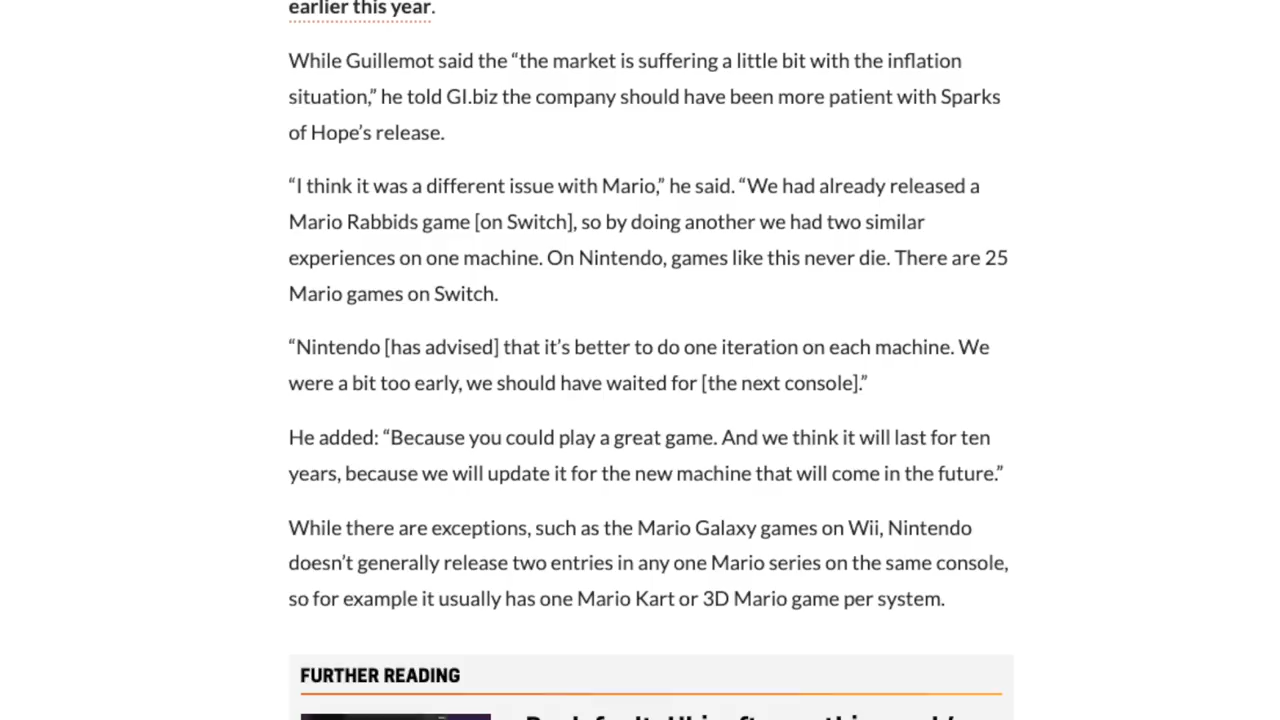 earlier this year.
While Guillemot said the “the market is suffering a little bit with the inflation
situation,” he told GI.biz the company should have been more patient with Sparks
of Hope’s release.
“I think it was a different issue with Mario,” he said. “We had already released a
Mario Rabbids game [on Switch], so by doing another we had two similar
experiences on one machine. On Nintendo, games like this never die. There are 25
Mario games on Switch.
“Nintendo [has advised] that it’s better to do one iteration on each machine. We
were a bit too early, we should have waited for [the next console].”
He added: “Because you could play a great game. And we think it will last for ten
years, because we will update it for the new machine that will come in the future.”
While there are exceptions, such as the Mario Galaxy games on Wii, Nintendo
doesn’t generally release two entries in any one Mario series on the same console,
so for example it usually has one Mario Kart or 3D Mario game per system.
FURTHER READING